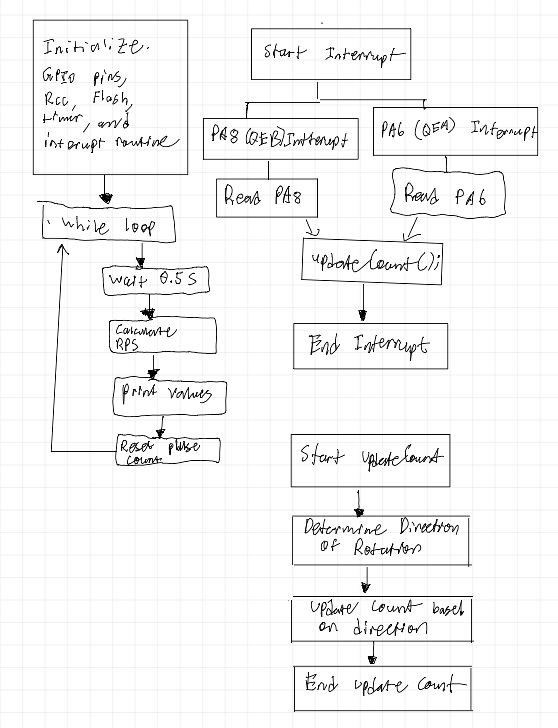 Initialize.
GPIO pins,
Rcc, Flash,
timer, and
interrupt routine
while loop
wait 0.5 S
Calculate
RPS
print values
Reset pulse
count
Start Interrupt
PA8 (QEB) Interrupt
PA6 (QEA) Interrupt
Read PA8
Read PA6
updateCount();
End Interrupt
Start updateCount
Determine Direction
of Rotation
update count based
on direction
End update count